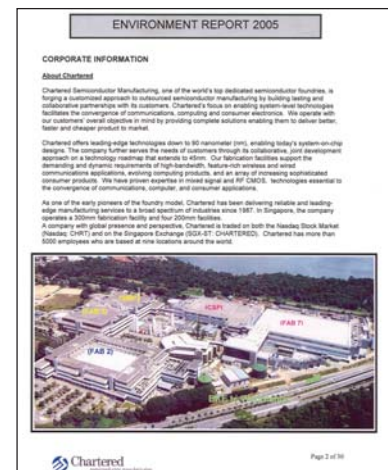 ENVIRONMENT REPORT 2005
CORPORATE INFORMATION
About Chartered
Chartered Semiconductor Manufacturing, one of the world's top dedicated semiconductor foundries, is
forging a customized approach to outsourced semiconductor manufacturing by building lasting and
collaborative partnerships with its customers. Chartered's focus on enabling system-level technologies
facilitates the convergence of communications, computing and consumer electronics. We operate with
our customers' overall objective in mind by providing complete solutions enabling them to deliver better,
faster and cheaper product to market.
Chartered offers leading-edge technologies down to 90 nanometer (nm), enabling today's system-on-chip
designs. The company further serves the needs of customers through its collaborative, joint development
approach on a technology roadmap that extends to 45nm. Our fabrication facilities support the
demanding and dynamic requirements of high-bandwidth, feature-rich wireless and wired
communications applications, evolving computing products, and an array of increasing sophisticated
consumer products. We have proven expertise in mixed signal and RF CMOS, technologies essential to
the convergence of communications, computer, and consumer applications.
As one of the early pioneers of the foundry model, Chartered has been delivering reliable and leading-
edge manufacturing services to a broad spectrum of industries since 1987. In Singapore, the company
operates a 300mm fabrication facility and four 200mm facilities.
A company with global presence and perspective, Chartered is traded on both the Nasdaq Stock Market
(Nasdaq: CHRT) and on the Singapore Exchange (SGX-ST: CHARTERED). Chartered has more than
5000 employees who are based at nine locations around the world.
(CSP)
(FAB 7)
(FAB 2)
Chartered
Page 2 of 30